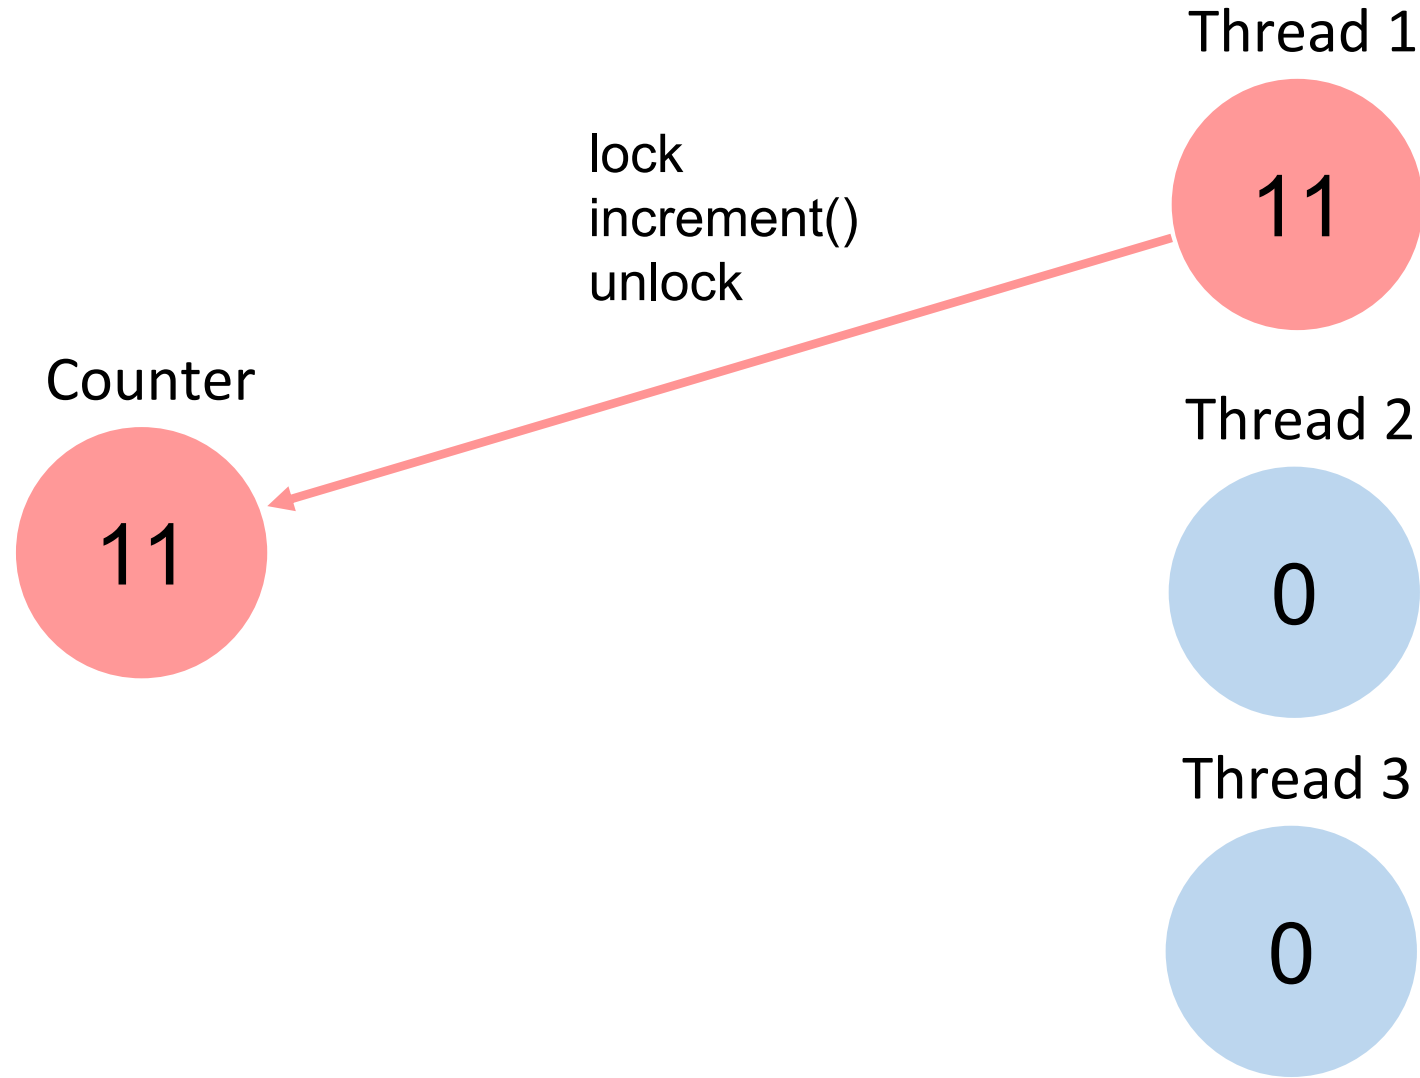 Thread 1
11
lock
increment()
unlock
Counter
11
Thread 2
0
Thread 3
0